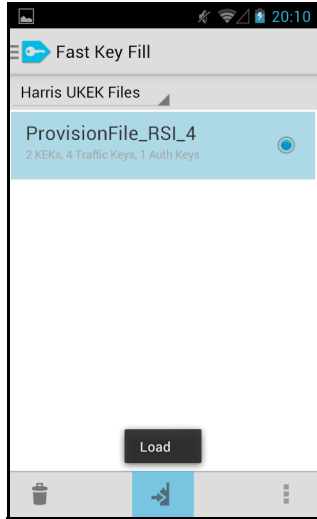 20:10
Fast Key Fill
Harris UKEK Files
ProvisionFile_RSI_4
2 KEKs, 4 Traffic Keys, 1 Auth Keys
Load